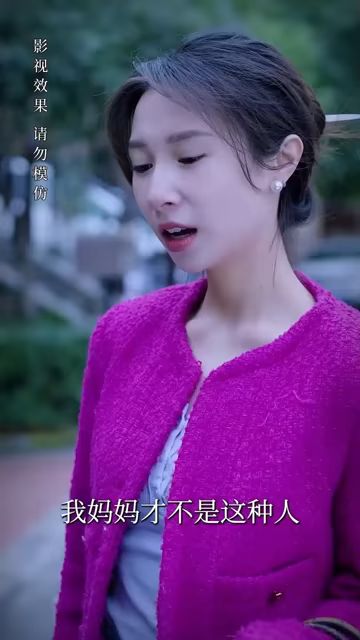 影视效果 请勿模仿
我妈妈才不是这种人